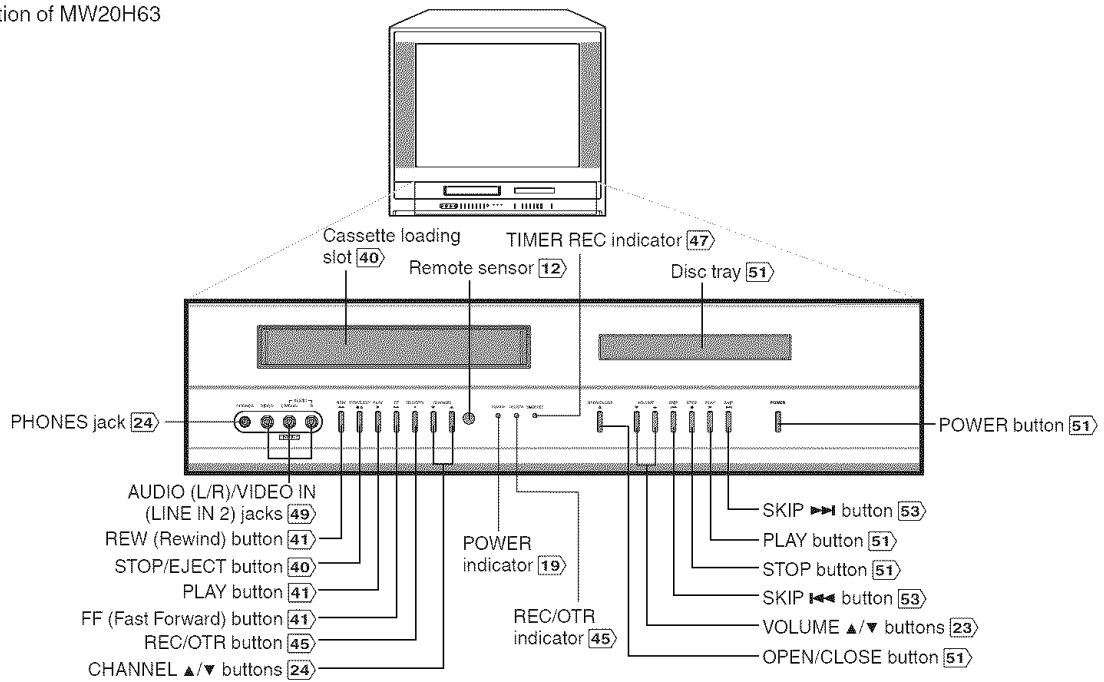 tion of MW20H63
Cassette loading
slot 40
TIMER REC indicator 47
Remote sensor 12
Disc tray 51
PHONES jack 24
POWER button 51
AUDIO (L/R)/VIDEO IN
(LINE IN 2) jacks 49
REW (Rewind) button 41
STOP/EJECT button 40
PLAY button 41
FF (Fast Forward) button 41
REC/OTR button 45
CHANNEL ▲/▼ buttons 24
POWER
indicator 19
REC/OTR
indicator 45
SKIP ►►I button 53
PLAY button 51
STOP button 51
SKIP I◄◄ button 53
VOLUME ▲/▼ buttons 23
OPEN/CLOSE button 51